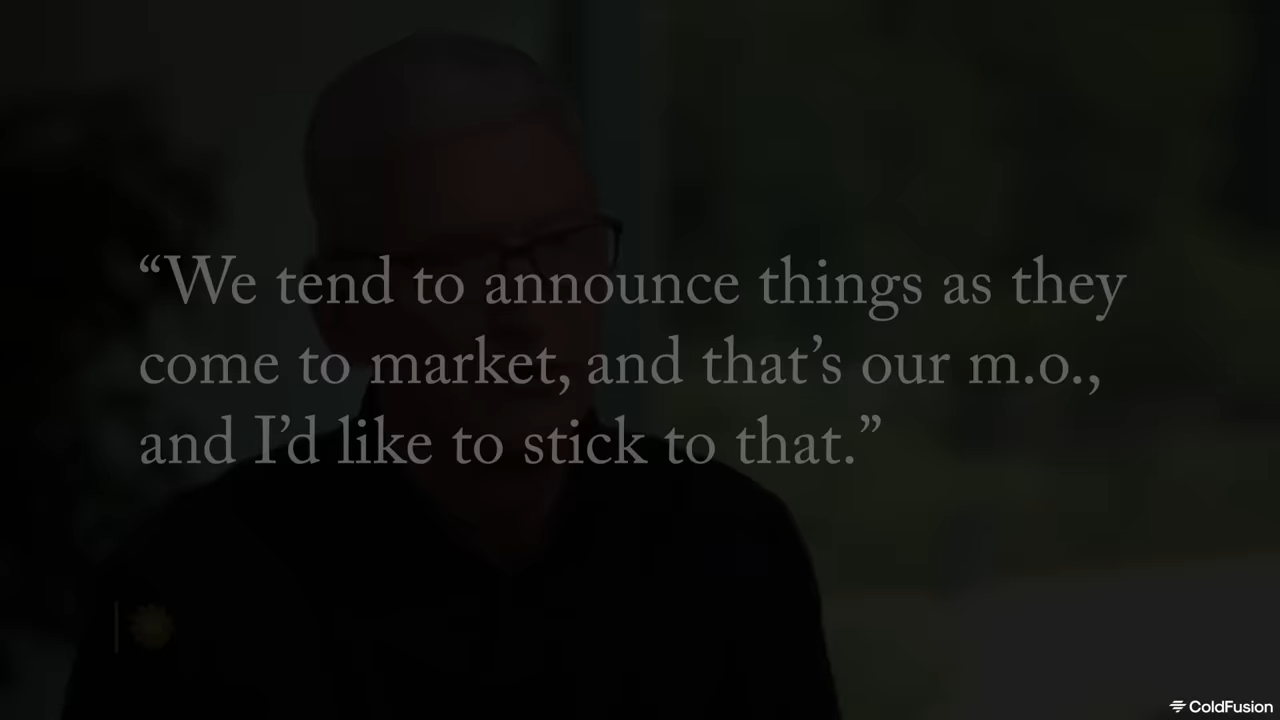 “We tend to announce things as they
come to market, and that’s our m.o.,
and I’d like to stick to that.”
ColdFusion